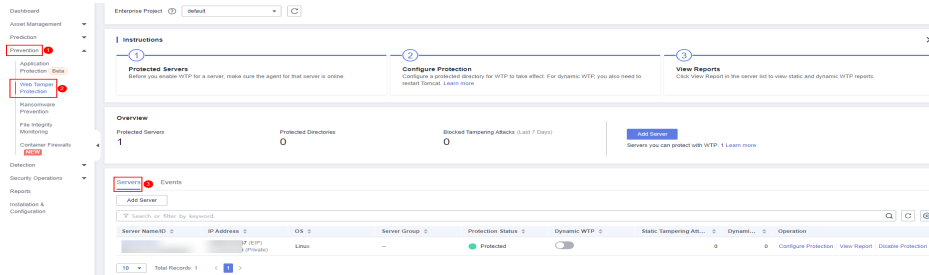 Dashboard
Asset Management
Prediction
Prevention 1
Application
Protection Beta
Web Tamper
Protection 2
Ransomware
Prevention
File Integrity
Monitoring
Container Firewalls
NEW
Detection
Security Operations
Reports
Installation &
Configuration
Enterprise Project default
Instructions
1
Protected Servers
Before you enable WTP for a server, make sure the agent for that server is online.
2
Configure Protection
Configure a protected directory for WTP to take effect. For dynamic WTP, you also need to
restart Tomcat. Learn more
3
View Reports
Click View Report in the server list to view static and dynamic WTP reports.
Overview
Protected Servers
1
Protected Directories
0
Blocked Tampering Attacks (Last 7 Days)
0
Add Server
Servers you can protect with WTP: 1 Learn more
Servers 3 Events
Add Server
Search or filter by keyword.
Server Name/ID IP Address OS Server Group Protection Status Dynamic WTP Static Tampering Att... Dynami... Operation
(EIP)
(Private)
Linux -- Protected 0 0 Configure Protection | View Report | Disable Protection
10 Total Records: 1 < 1 >